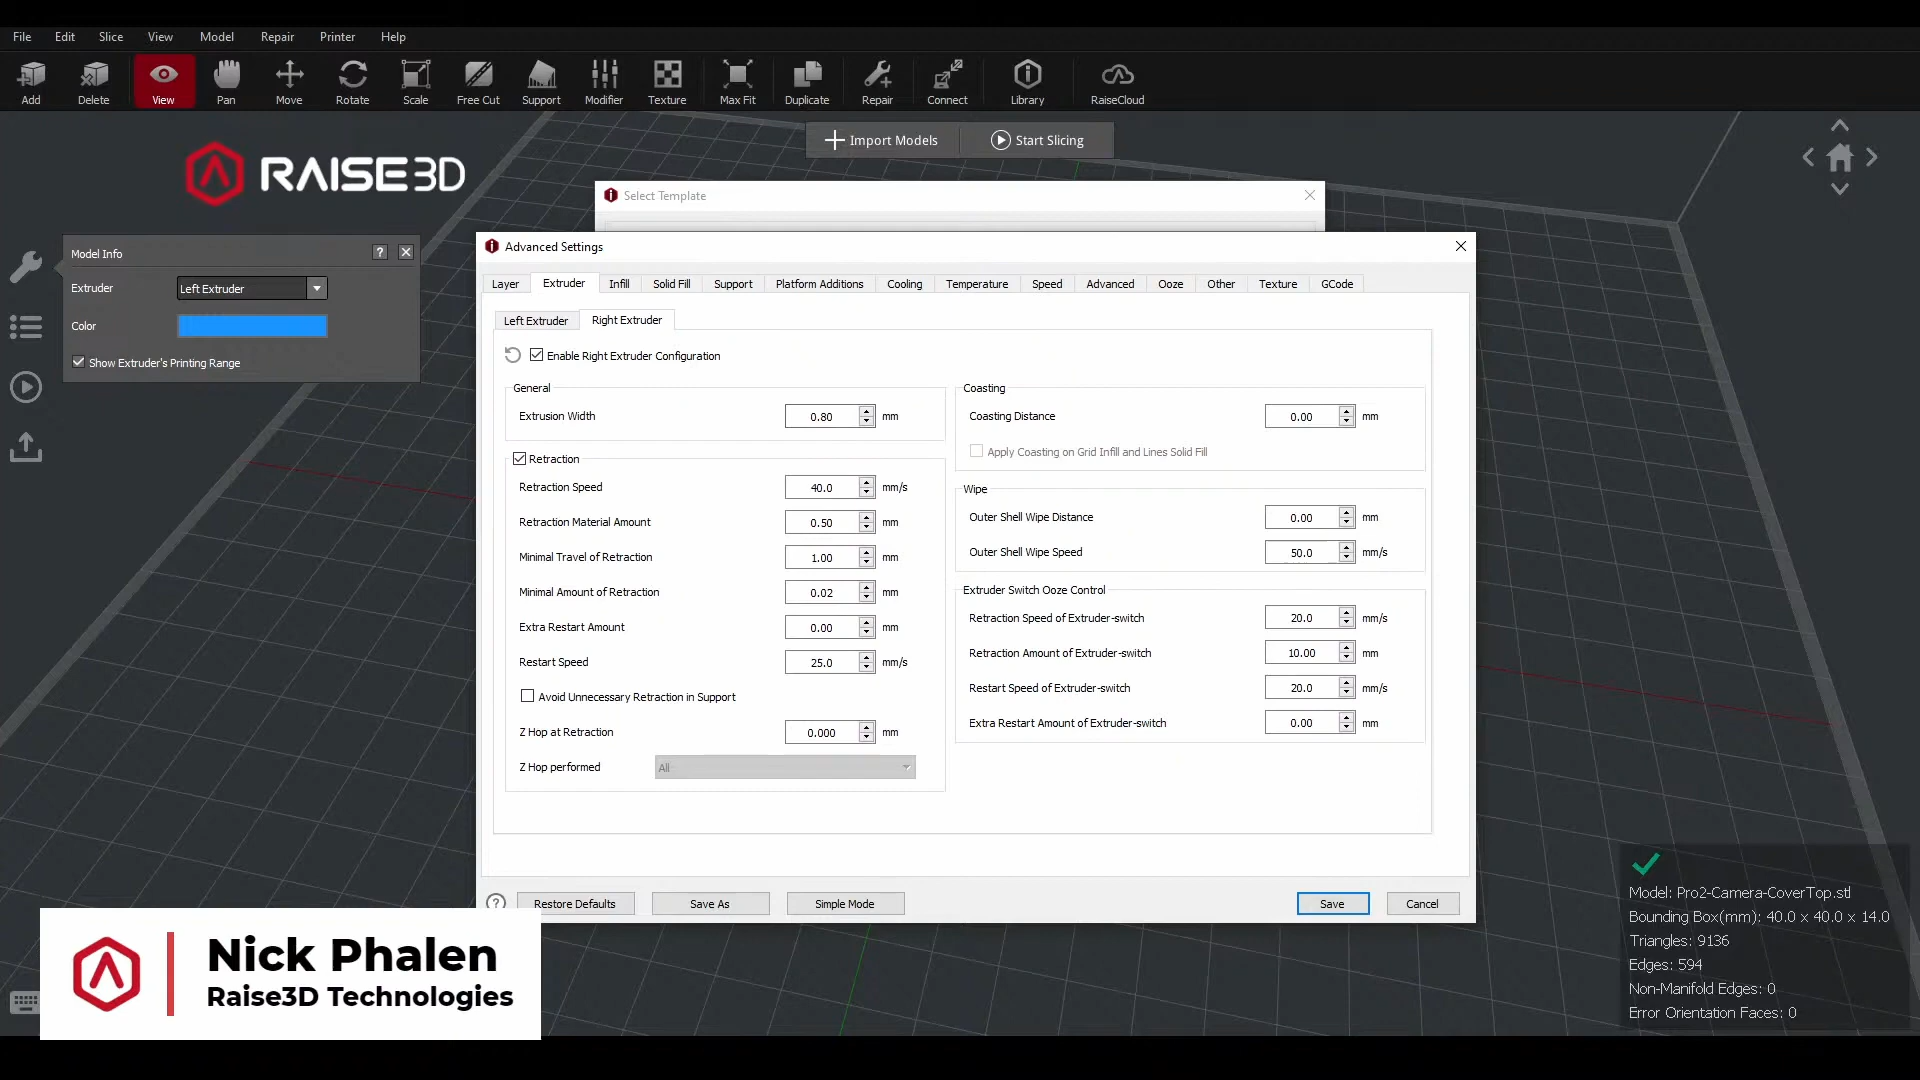 File Edit Slice View Model Repair Printer Help
Add Delete View Pan Move Rotate Scale Free Cut Support Modifier Texture Max Fit Duplicate Repair Connect Library RaiseCloud
Import Models Start Slicing
RAISE3D
Select Template
Model Info ?
Extruder Left Extruder
Color
Show Extruder's Printing Range
Advanced Settings
Layer Extruder Infill Solid Fill Support Platform Additions Cooling Temperature Speed Advanced Ooze Other Texture GCode
Left Extruder Right Extruder
Enable Right Extruder Configuration
General
Extrusion Width 0.80 mm
Retraction
Retraction Speed 40.0 mm/s
Retraction Material Amount 0.50 mm
Minimal Travel of Retraction 1.00 mm
Minimal Amount of Retraction 0.02 mm
Extra Restart Amount 0.00 mm
Restart Speed 25.0 mm/s
Avoid Unnecessary Retraction in Support
Z Hop at Retraction 0.000 mm
Z Hop performed All
Coasting
Coasting Distance 0.00 mm
Apply Coasting on Grid Infill and Lines Solid Fill
Wipe
Outer Shell Wipe Distance 0.00 mm
Outer Shell Wipe Speed 50.0 mm/s
Extruder Switch Ooze Control
Retraction Speed of Extruder-switch 20.0 mm/s
Retraction Amount of Extruder-switch 10.00 mm
Restart Speed of Extruder-switch 20.0 mm/s
Extra Restart Amount of Extruder-switch 0.00 mm
? Restore Defaults Save As Simple Mode Save Cancel
Model: Pro2-Camera-CoverTop.stl
Bounding Box(mm): 40.0 x 40.0 x 14.0
Triangles: 9136
Edges: 594
Non-Manifold Edges: 0
Error Orientation Faces: 0
Nick Phalen
Raise3D Technologies